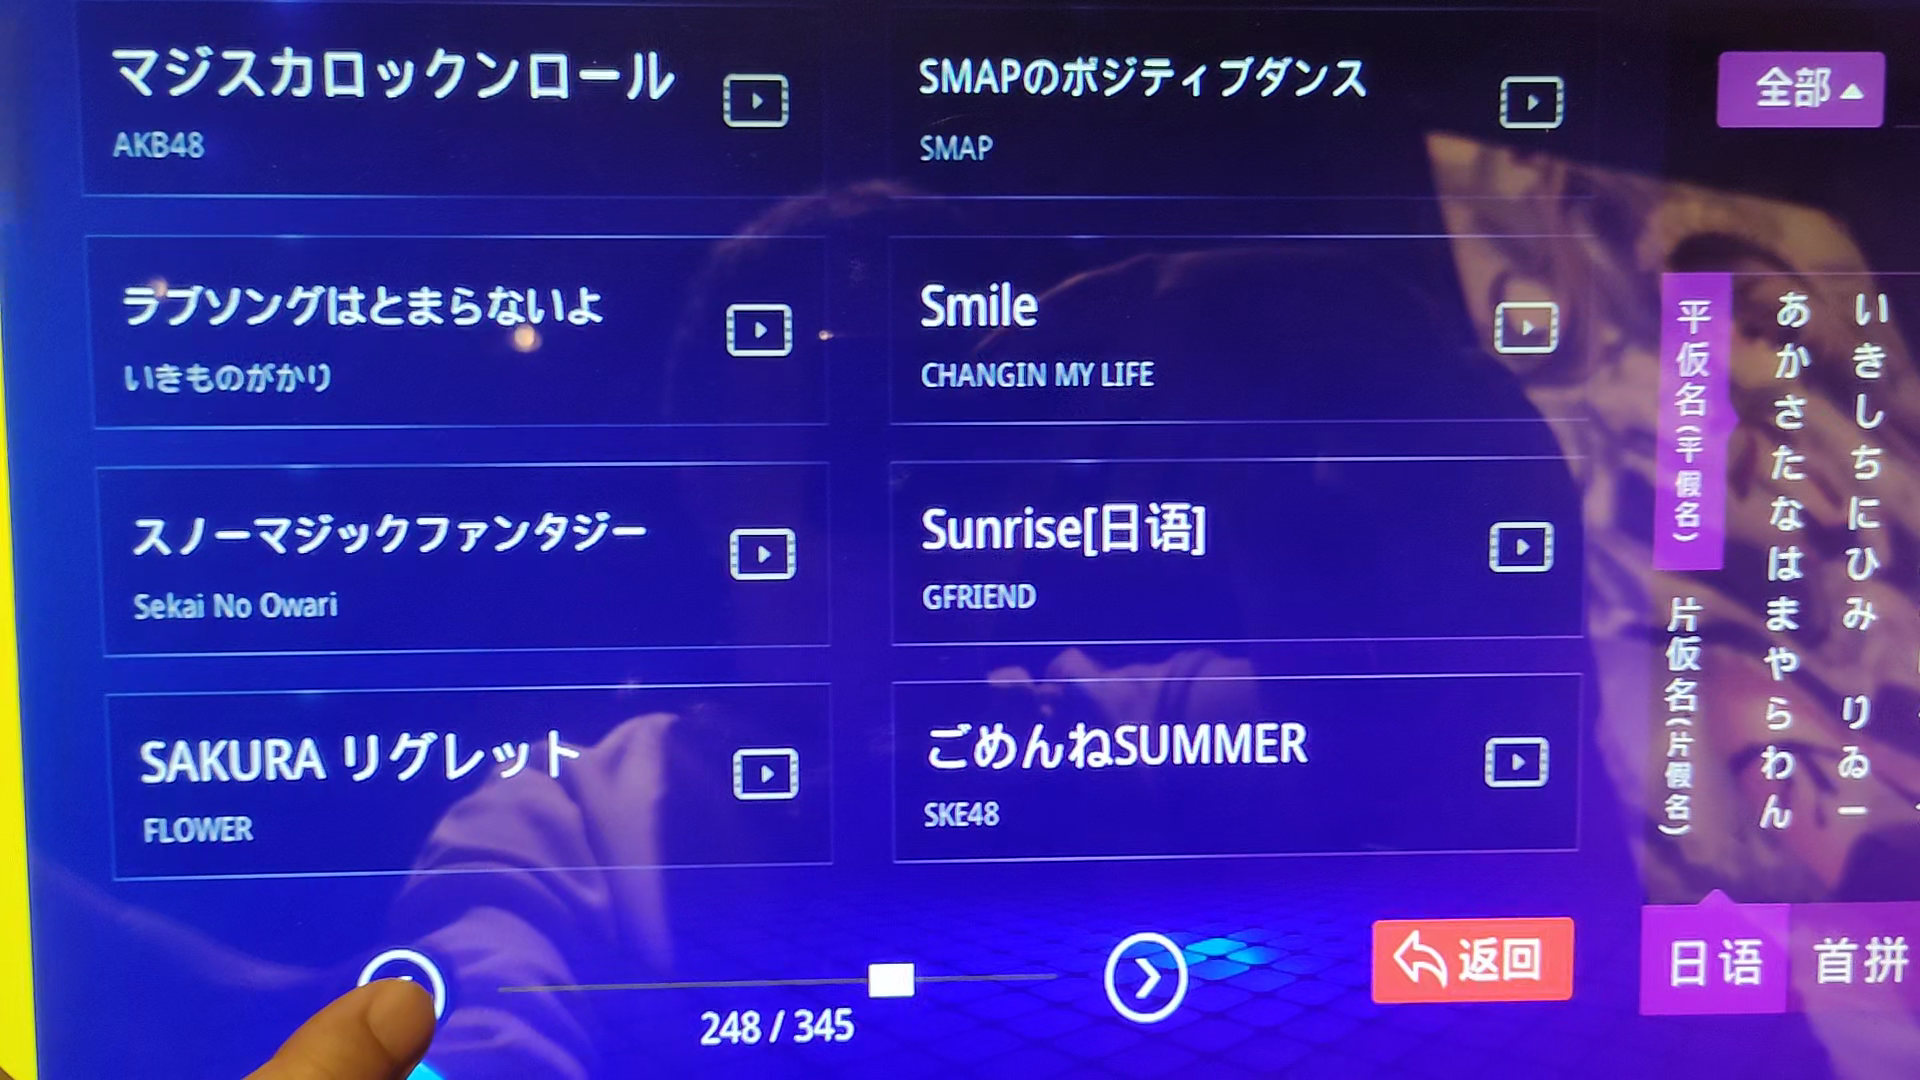 マジスカロックンロール
AKB48
SMAPのポジティブダンス
SMAP
ラブソングはとまらないよ
いきものがかり
Smile
CHANGIN MY LIFE
スノーマジックファンタジー
Sekai No Owari
Sunrise[日语]
GFRIEND
SAKURA リグレット
FLOWER
ごめんねSUMMER
SKE48
248 / 345
返回
全部
平仮名(平假名)
片仮名(片假名)
あかさたなはまやらわん
いきしちにひみ りゐー
日语
首拼